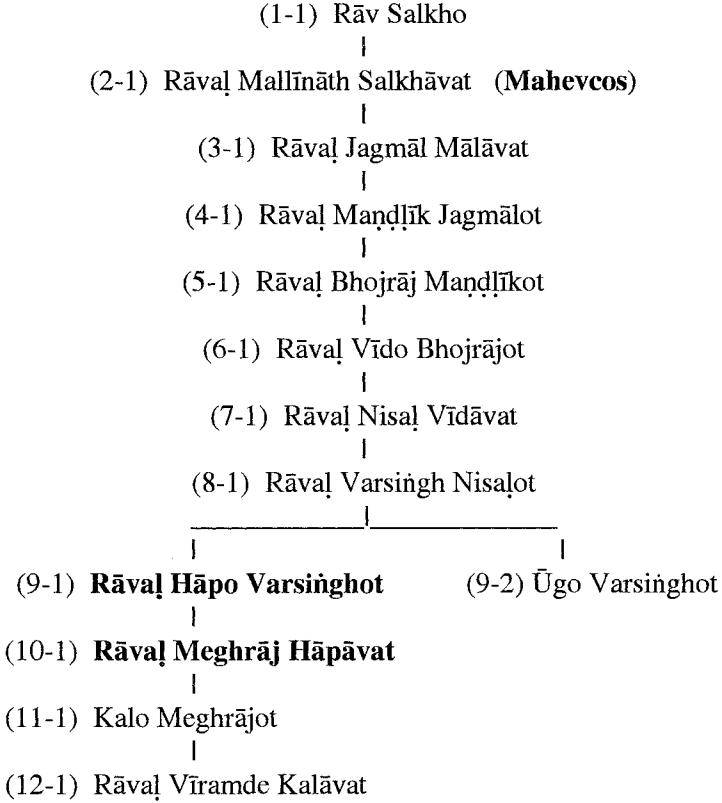 (1-1) Rāv Salkho
(2-1) Rāvaḷ Mallīnāth Salkhāvat (Mahevcos)
(3-1) Rāvaḷ Jagmāl Mālāvat
(4-1) Rāvaḷ Maṇḍḷīk Jagmālot
(5-1) Rāvaḷ Bhojrāj Maṇḍḷīkot
(6-1) Rāvaḷ Vīdo Bhojrājot
(7-1) Rāvaḷ Nisaḷ Vīdāvat
(8-1) Rāvaḷ Varsiṅgh Nisaḷot
(9-1) Rāvaḷ Hāpo Varsiṅghot (9-2) Ūgo Varsiṅghot
(10-1) Rāvaḷ Meghrāj Hāpāvat
(11-1) Kalo Meghrājot
(12-1) Rāvaḷ Vīramde Kalāvat